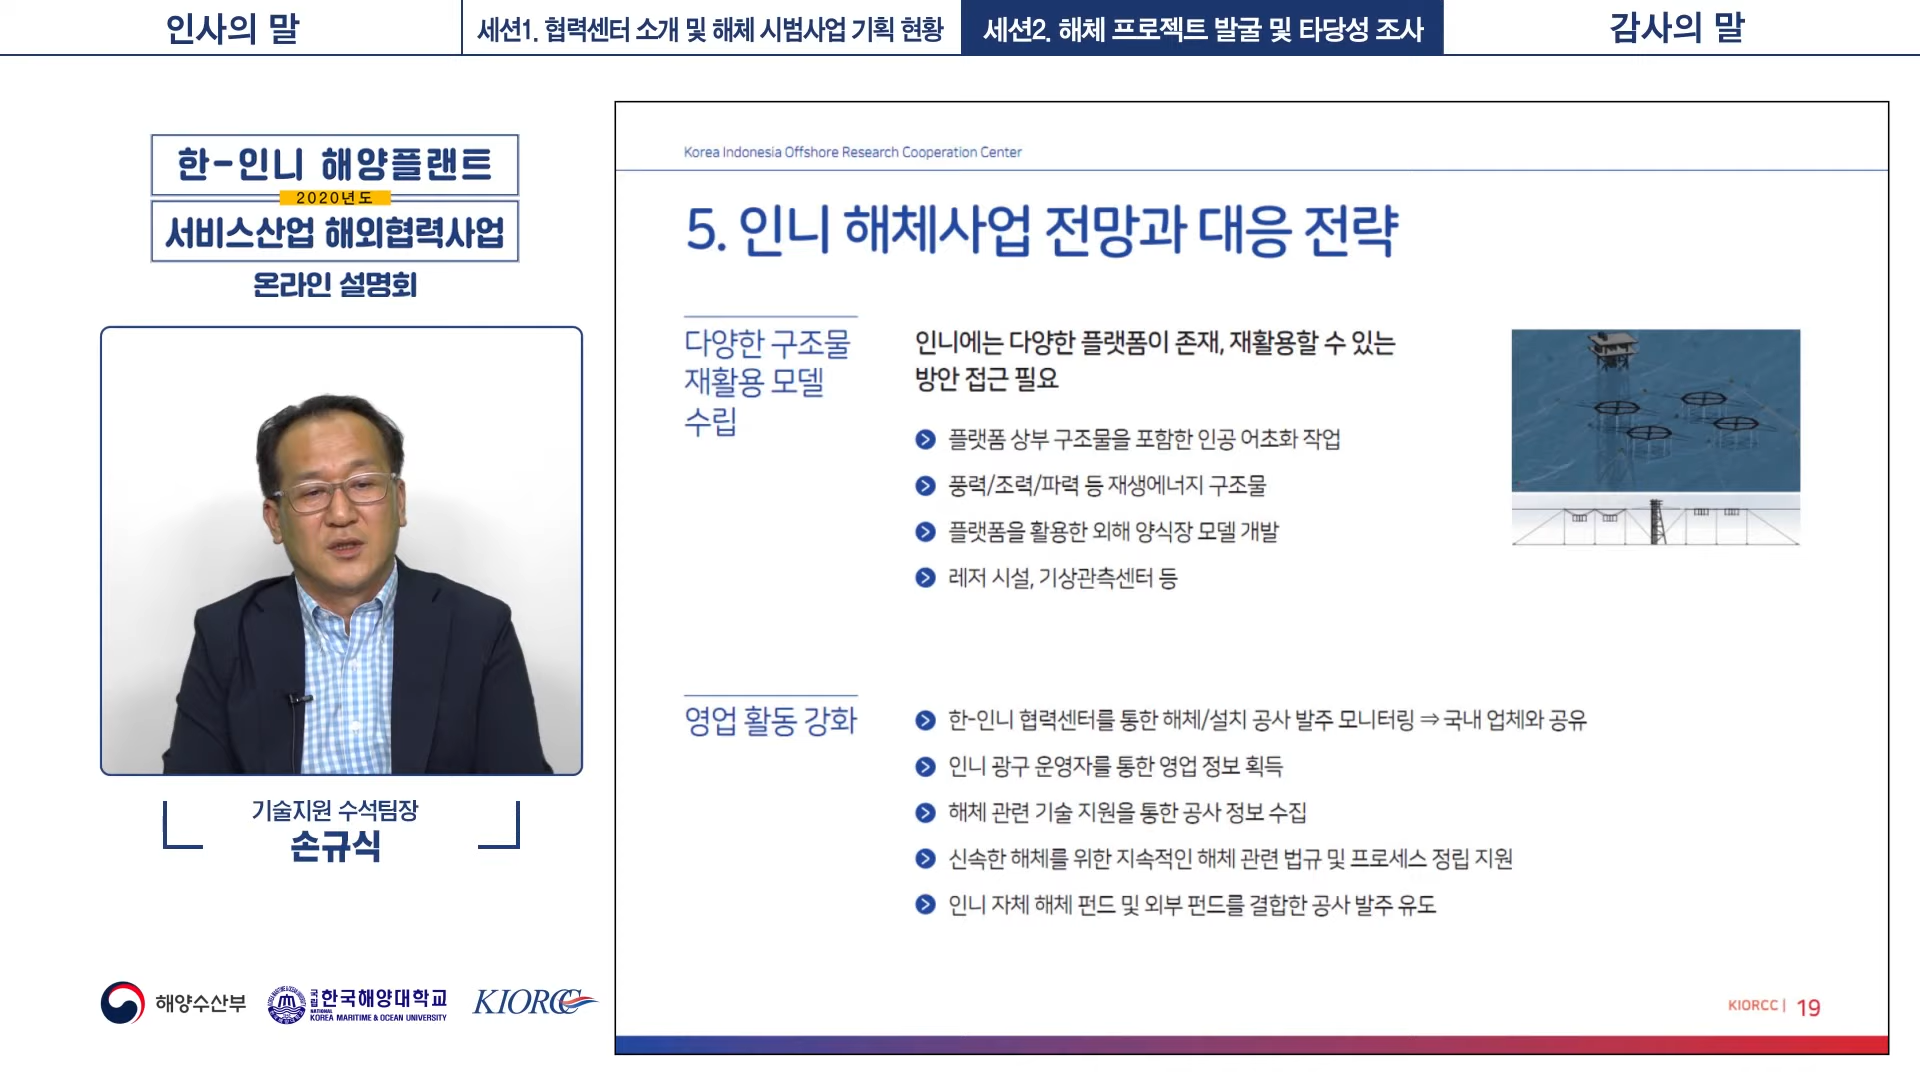 인사의 말
세션1. 협력센터 소개 및 해체 시범사업 기획 현황
세션2. 해체 프로젝트 발굴 및 타당성 조사
감사의 말
한-인니 해양플랜트
2020년도
서비스산업 해외협력사업
온라인 설명회
기술지원 수석팀장
손규식
해양수산부
국립한국해양대학교
NATIONAL
KOREA MARITIME & OCEAN UNIVERSITY
KIORCC
Korea Indonesia Offshore Research Cooperation Center
5. 인니 해체사업 전망과 대응 전략
다양한 구조물
재활용 모델
수립
인니에는 다양한 플랫폼이 존재, 재활용할 수 있는
방안 접근 필요
플랫폼 상부 구조물을 포함한 인공 어초화 작업
풍력/조력/파력 등 재생에너지 구조물
플랫폼을 활용한 외해 양식장 모델 개발
레저 시설, 기상관측센터 등
영업 활동 강화
한-인니 협력센터를 통한 해체/설치 공사 발주 모니터링 ⇒ 국내 업체와 공유
인니 광구 운영자를 통한 영업 정보 획득
해체 관련 기술 지원을 통한 공사 정보 수집
신속한 해체를 위한 지속적인 해체 관련 법규 및 프로세스 정립 지원
인니 자체 해체 펀드 및 외부 펀드를 결합한 공사 발주 유도
KIORCC | 19